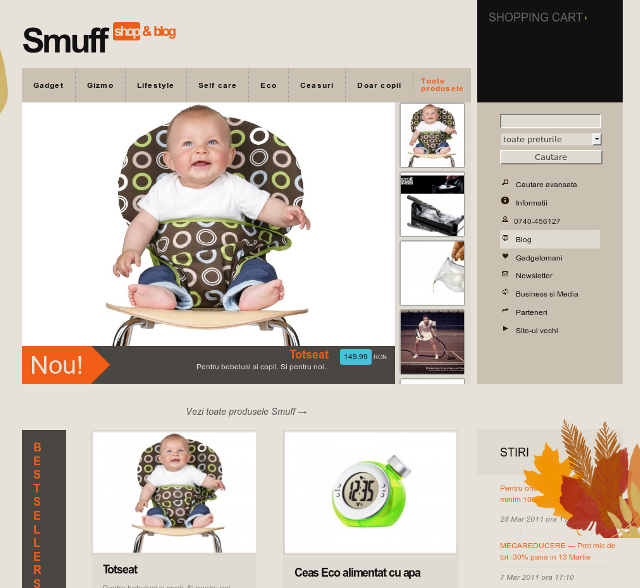 SHOPPING CART
Smuff shop & blog
Gadget Gizmo Lifestyle Self care Eco Ceasuri Doar copii Toate produsele
toate preturile
Cautare
Cautare avansata
Informatii
0740-456127
Blog
Gadgetomani
Newsletter
Business si Media
Parteneri
Site-ul vechi
Nou!
Totseat
Pentru bebelusi si copii. Si pentru noi..
149.99 RON
Vezi toate produsele Smuff →
BESTSELLERS
Totseat
Pentru bebelusi si copii. Si pentru noi..
Ceas Eco alimentat cu apa
STIRI
Pentru
minim 100
28 Mar 2011 ora
MEGAREDUCERE — Pret mic de
tot -30% pana in 13 Martie
7 Mar 2011 ora 17:10